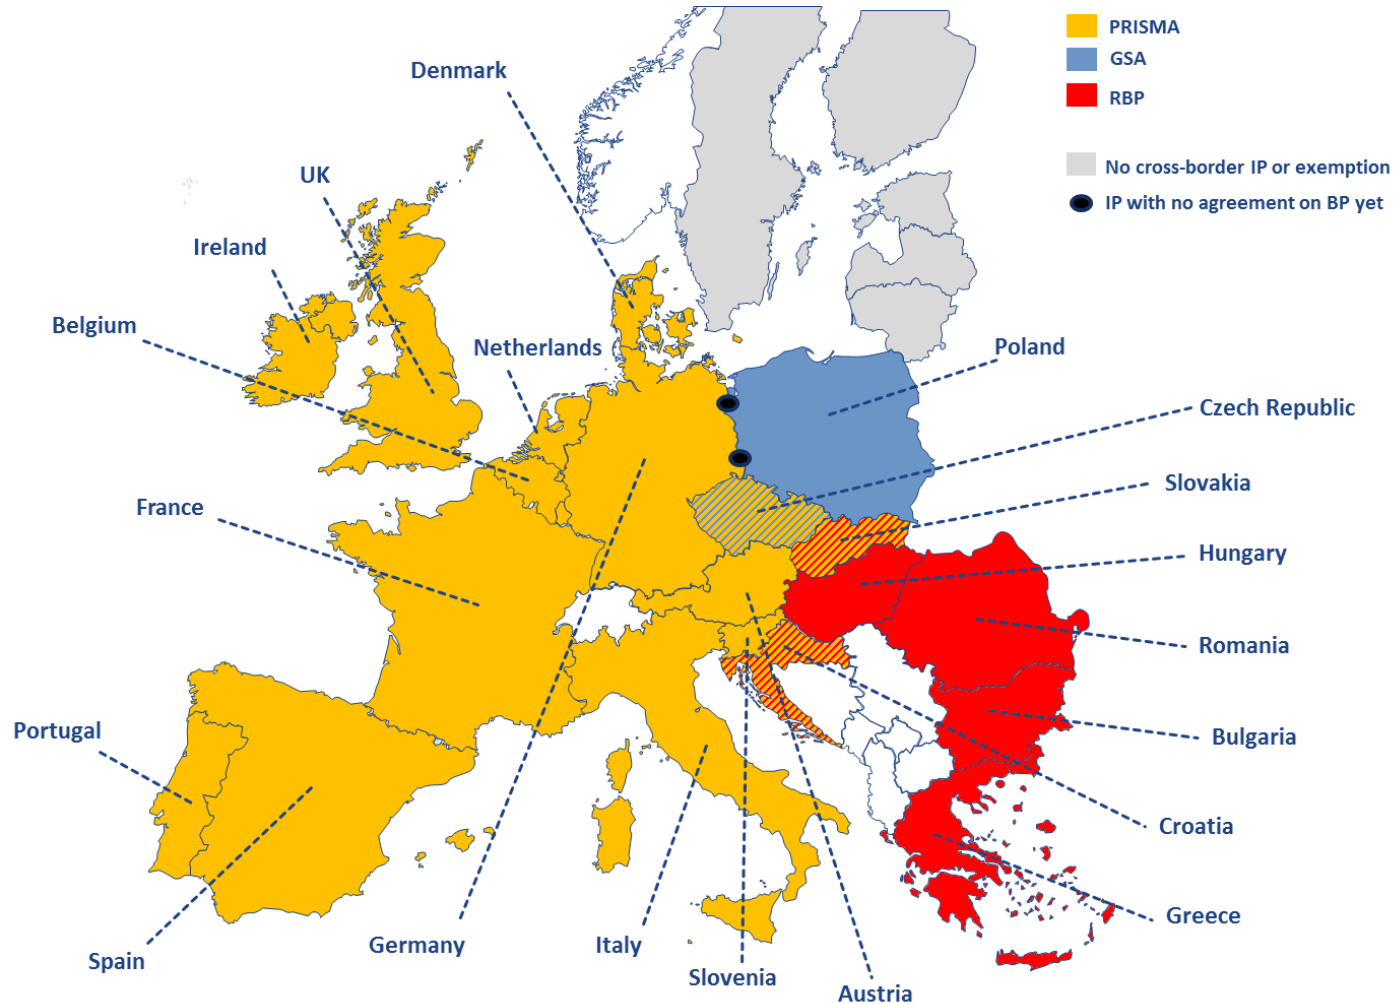 PRISMA
GSA
RBP
No cross-border IP or exemption
IP with no agreement on BP yet
Denmark
UK
Ireland
Belgium
Netherlands
Poland
Czech Republic
Slovakia
France
Hungary
Romania
Portugal
Bulgaria
Croatia
Greece
Germany
Italy
Spain
Slovenia
Austria